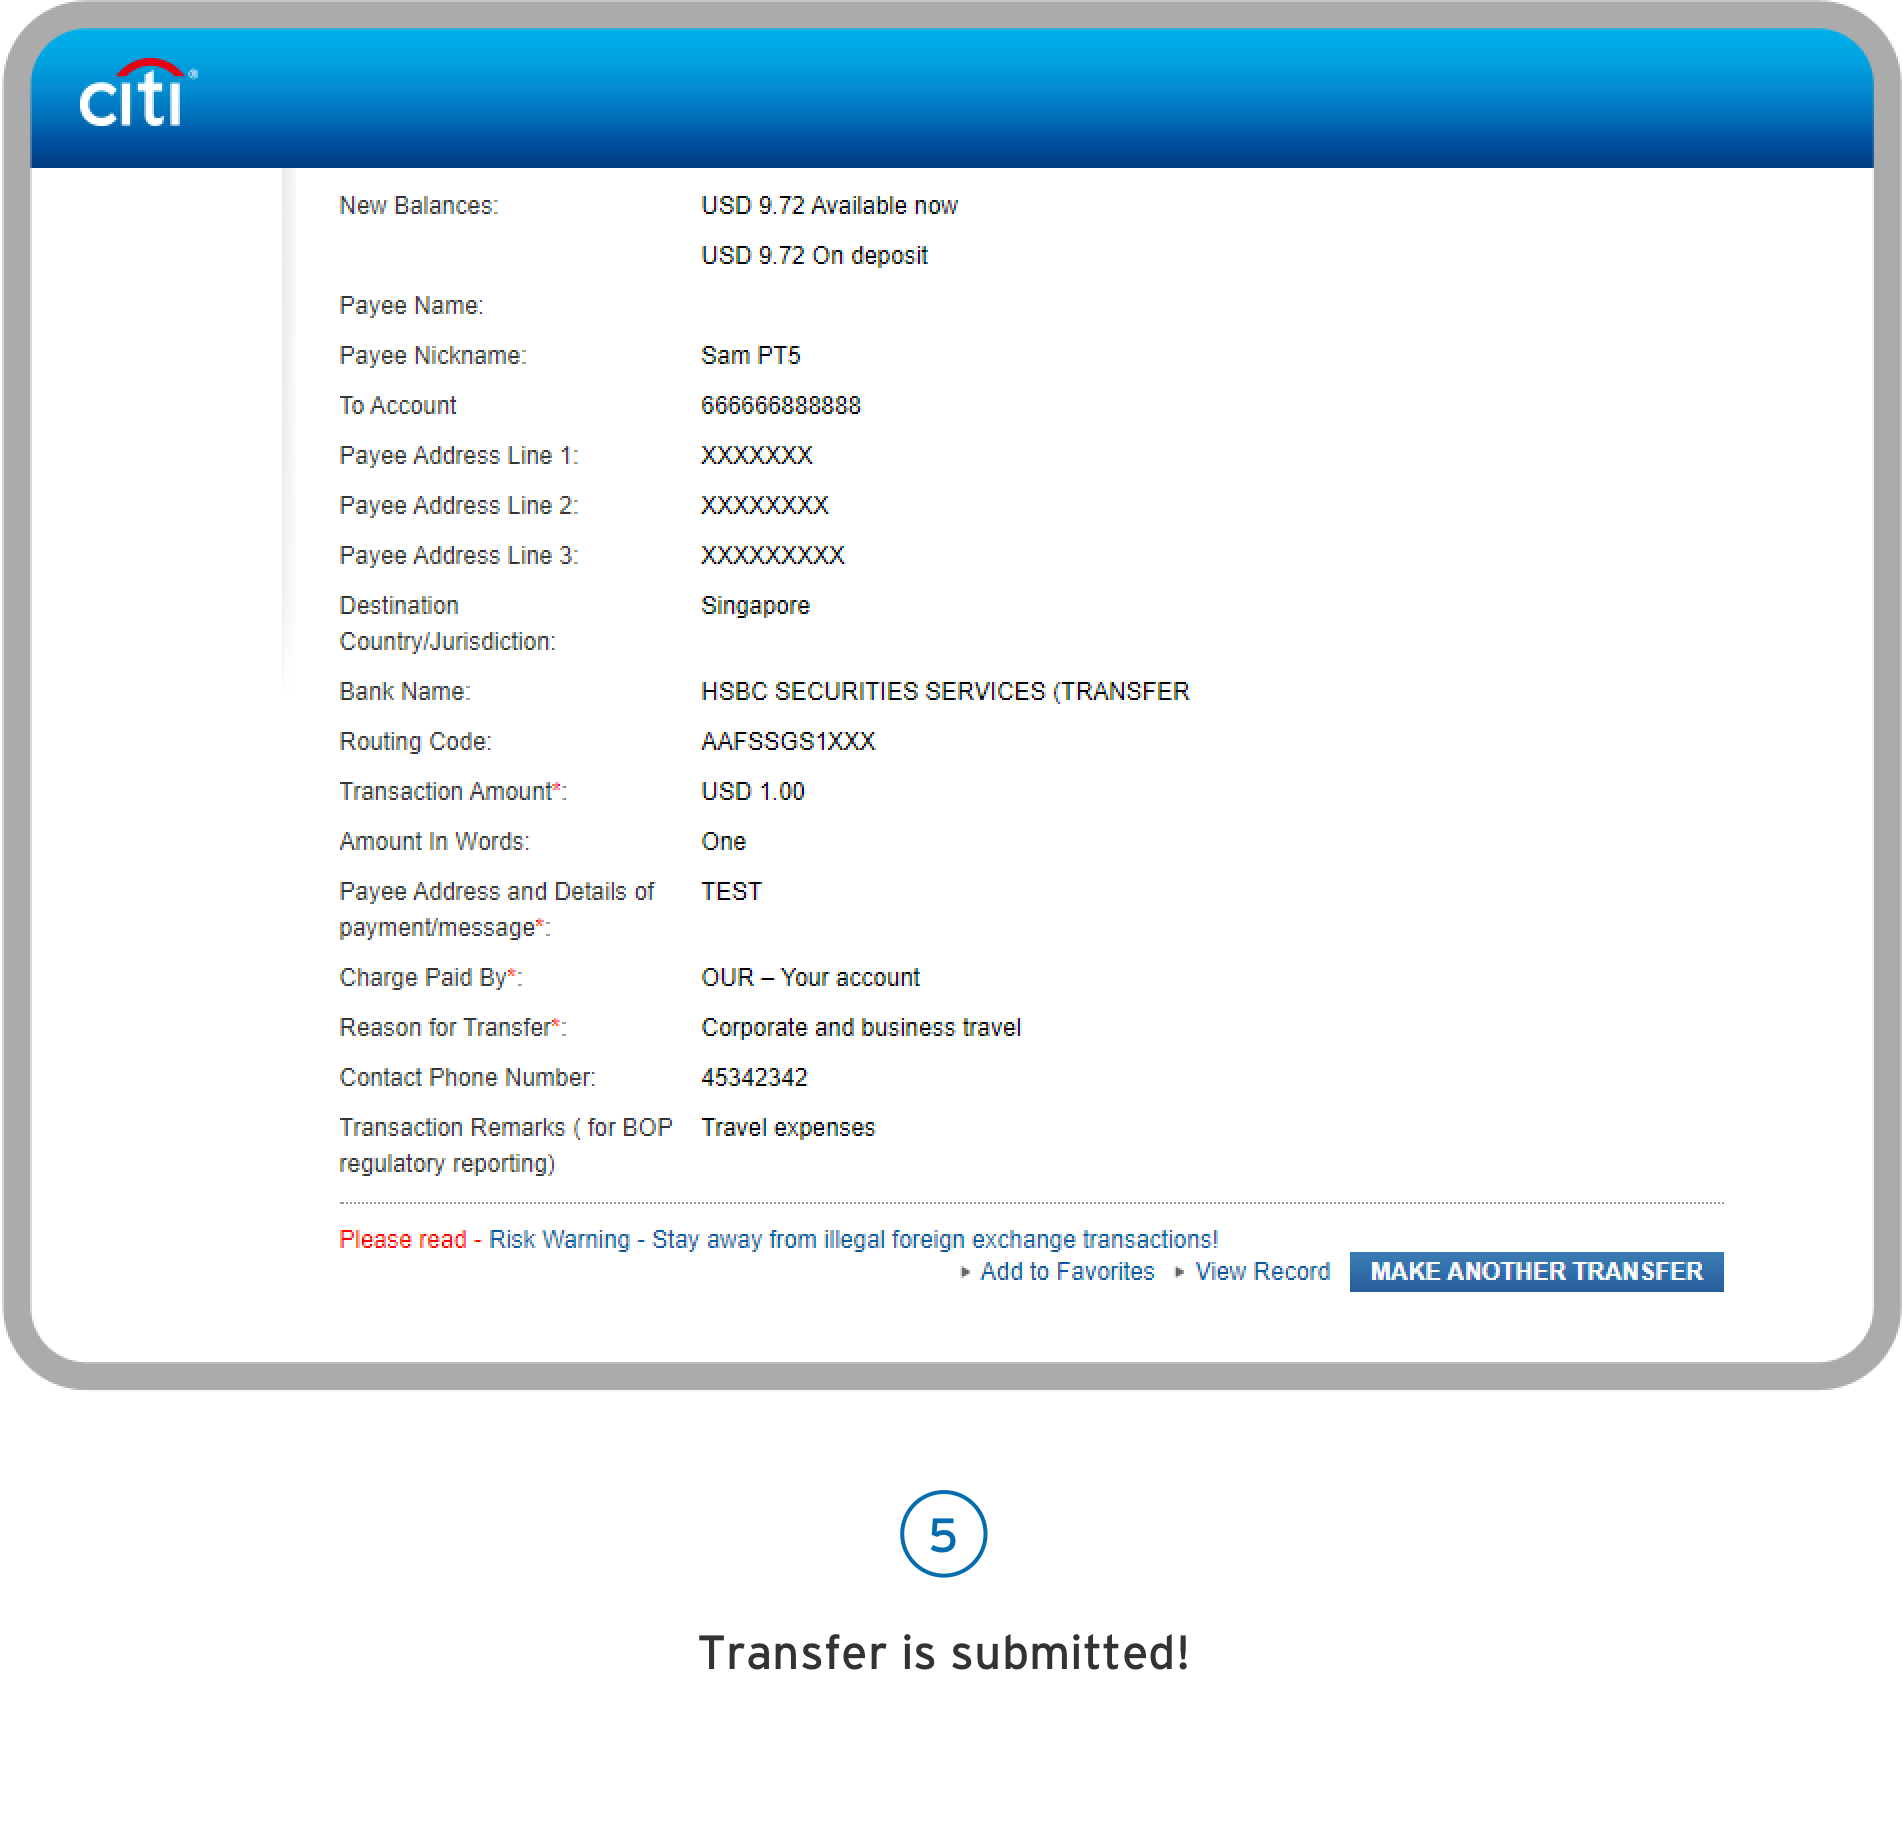 citi®
New Balances: USD 9.72 Available now
USD 9.72 On deposit
Payee Name:
Payee Nickname: Sam PT5
To Account 666666888888
Payee Address Line 1: XXXXXXX
Payee Address Line 2: XXXXXXXX
Payee Address Line 3: XXXXXXXXX
Destination Singapore
Country/Jurisdiction:
Bank Name: HSBC SECURITIES SERVICES (TRANSFER
Routing Code: AAFSSGS1XXX
Transaction Amount*: USD 1.00
Amount In Words: One
Payee Address and Details of TEST
payment/message*:
Charge Paid By*: OUR – Your account
Reason for Transfer*: Corporate and business travel
Contact Phone Number: 45342342
Transaction Remarks ( for BOP Travel expenses
regulatory reporting)
Please read - Risk Warning - Stay away from illegal foreign exchange transactions!
Add to Favorites View Record MAKE ANOTHER TRANSFER
5
Transfer is submitted!